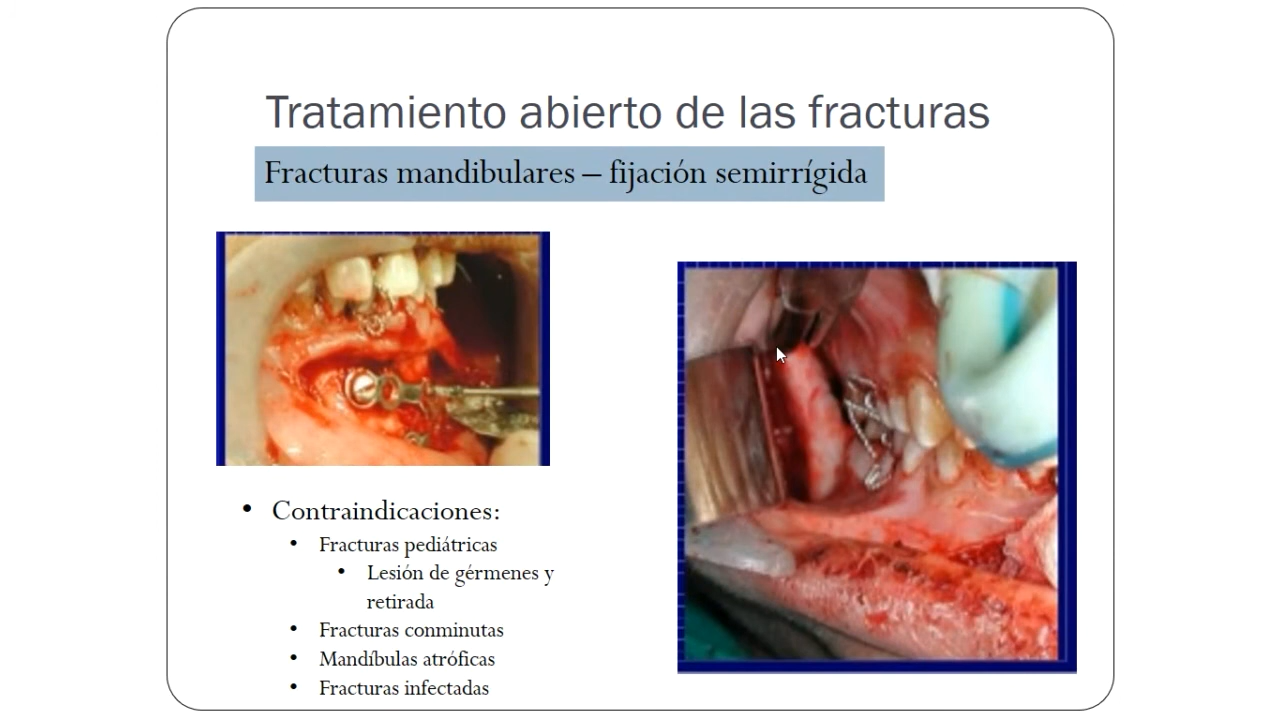 Tratamiento abierto de las fracturas
Fracturas mandibulares – fijación semirrígida
• Contraindicaciones:
• Fracturas pediátricas
• Lesión de gérmenes y
retirada
• Fracturas conminutas
• Mandíbulas atróficas
• Fracturas infectadas